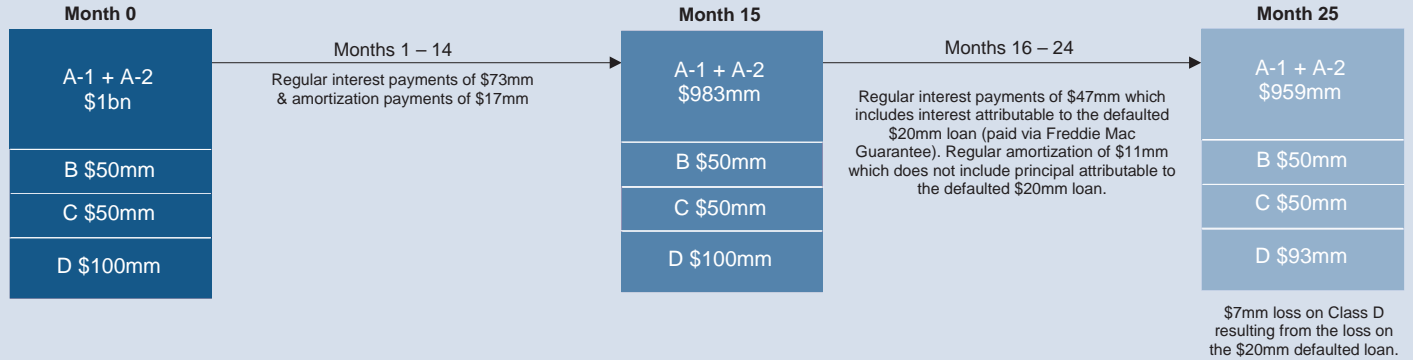 Month 0
A-1 + A-2
$1bn
B $50mm
C $50mm
D $100mm
Months 1 – 14
Regular interest payments of $73mm
& amortization payments of $17mm
Month 15
A-1 + A-2
$983mm
B $50mm
C $50mm
D $100mm
Months 16 – 24
Regular interest payments of $47mm which
includes interest attributable to the defaulted
$20mm loan (paid via Freddie Mac
Guarantee). Regular amortization of $11mm
which does not include principal attributable to
the defaulted $20mm loan.
Month 25
A-1 + A-2
$959mm
B $50mm
C $50mm
D $93mm
$7mm loss on Class D
resulting from the loss on
the $20mm defaulted loan.